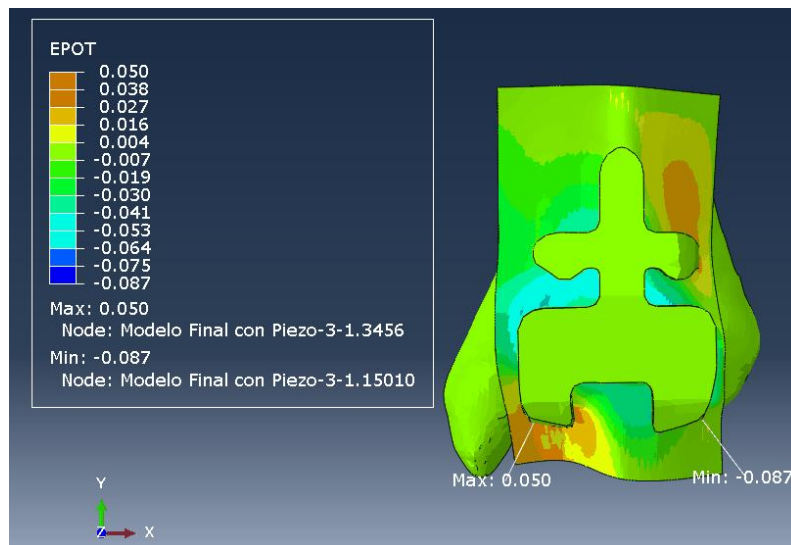 EPOT
0.050
0.038
0.027
0.016
0.004
-0.007
-0.019
-0.030
-0.041
-0.053
-0.064
-0.075
-0.087
Max: 0.050
Node: Modelo Final con Piezo-3-1.3456
Min: -0.087
Node: Modelo Final con Piezo-3-1.15010
Max: 0.050
Min: -0.087
Y
Z
X